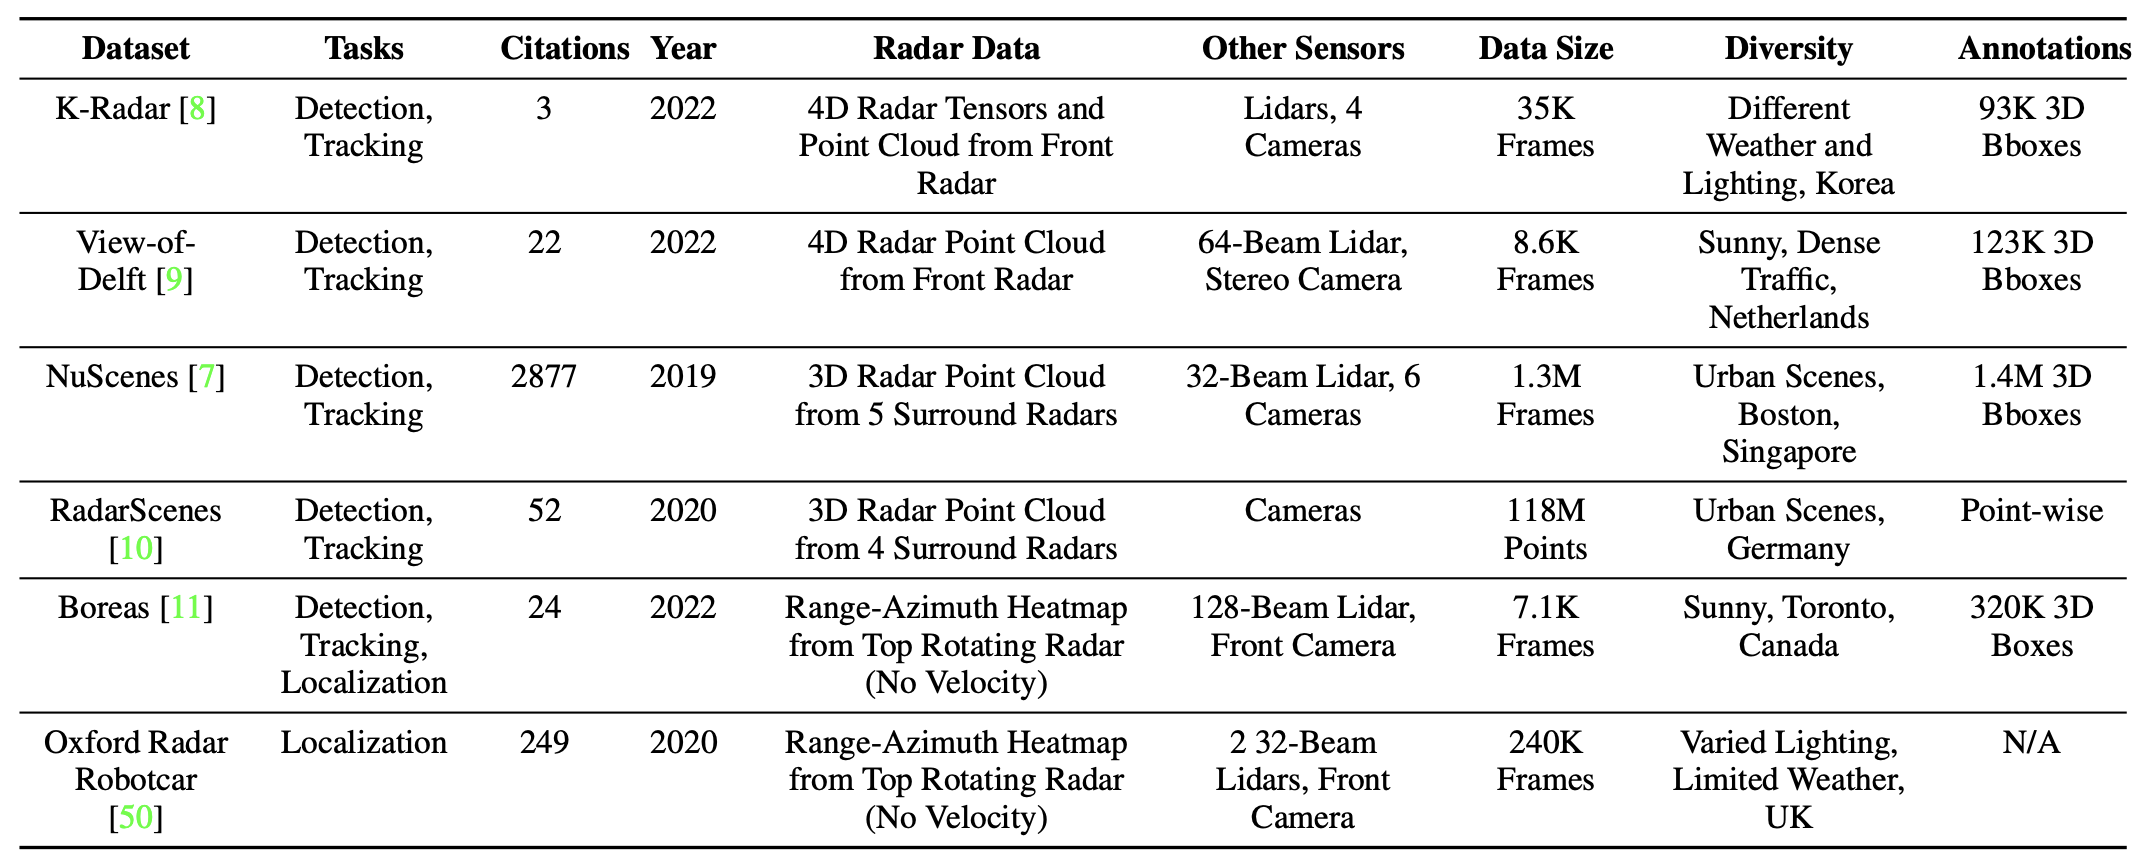 Dataset Tasks Citations Year Radar Data Other Sensors Data Size Diversity Annotations
K-Radar [8] Detection, 3 2022 4D Radar Tensors and Lidars, 4 35K Different 93K 3D
Tracking Point Cloud from Front Cameras Frames Weather and Bboxes
Radar Lighting, Korea
View-of- Detection, 22 2022 4D Radar Point Cloud 64-Beam Lidar, 8.6K Sunny, Dense 123K 3D
Delft [9] Tracking from Front Radar Stereo Camera Frames Traffic, Bboxes
Netherlands
NuScenes [7] Detection, 2877 2019 3D Radar Point Cloud 32-Beam Lidar, 6 1.3M Urban Scenes, 1.4M 3D
Tracking from 5 Surround Radars Cameras Frames Boston, Bboxes
Singapore
RadarScenes Detection, 52 2020 3D Radar Point Cloud Cameras 118M Urban Scenes, Point-wise
[10] Tracking from 4 Surround Radars Points Germany
Boreas [11] Detection, 24 2022 Range-Azimuth Heatmap 128-Beam Lidar, 7.1K Sunny, Toronto, 320K 3D
Tracking, from Top Rotating Radar Front Camera Frames Canada Boxes
Localization (No Velocity)
Oxford Radar Localization 249 2020 Range-Azimuth Heatmap 2 32-Beam 240K Varied Lighting, N/A
Robotcar from Top Rotating Radar Lidars, Front Frames Limited Weather,
[50] (No Velocity) Camera UK